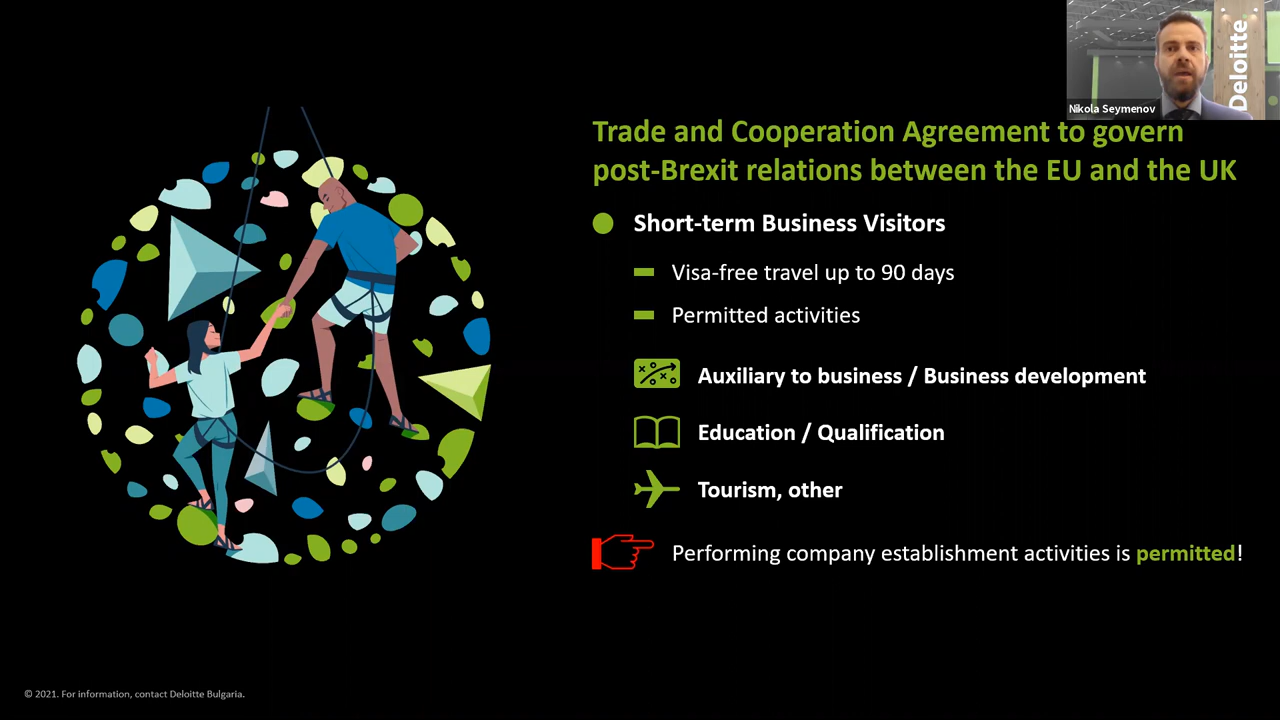 Deloitte
Nikola Seymenov
Trade and Cooperation Agreement to govern
post-Brexit relations between the EU and the UK
Short-term Business Visitors
Visa-free travel up to 90 days
Permitted activities
Auxiliary to business / Business development
Education / Qualification
Tourism, other
Performing company establishment activities is permitted!
© 2021. For information, contact Deloitte Bulgaria.